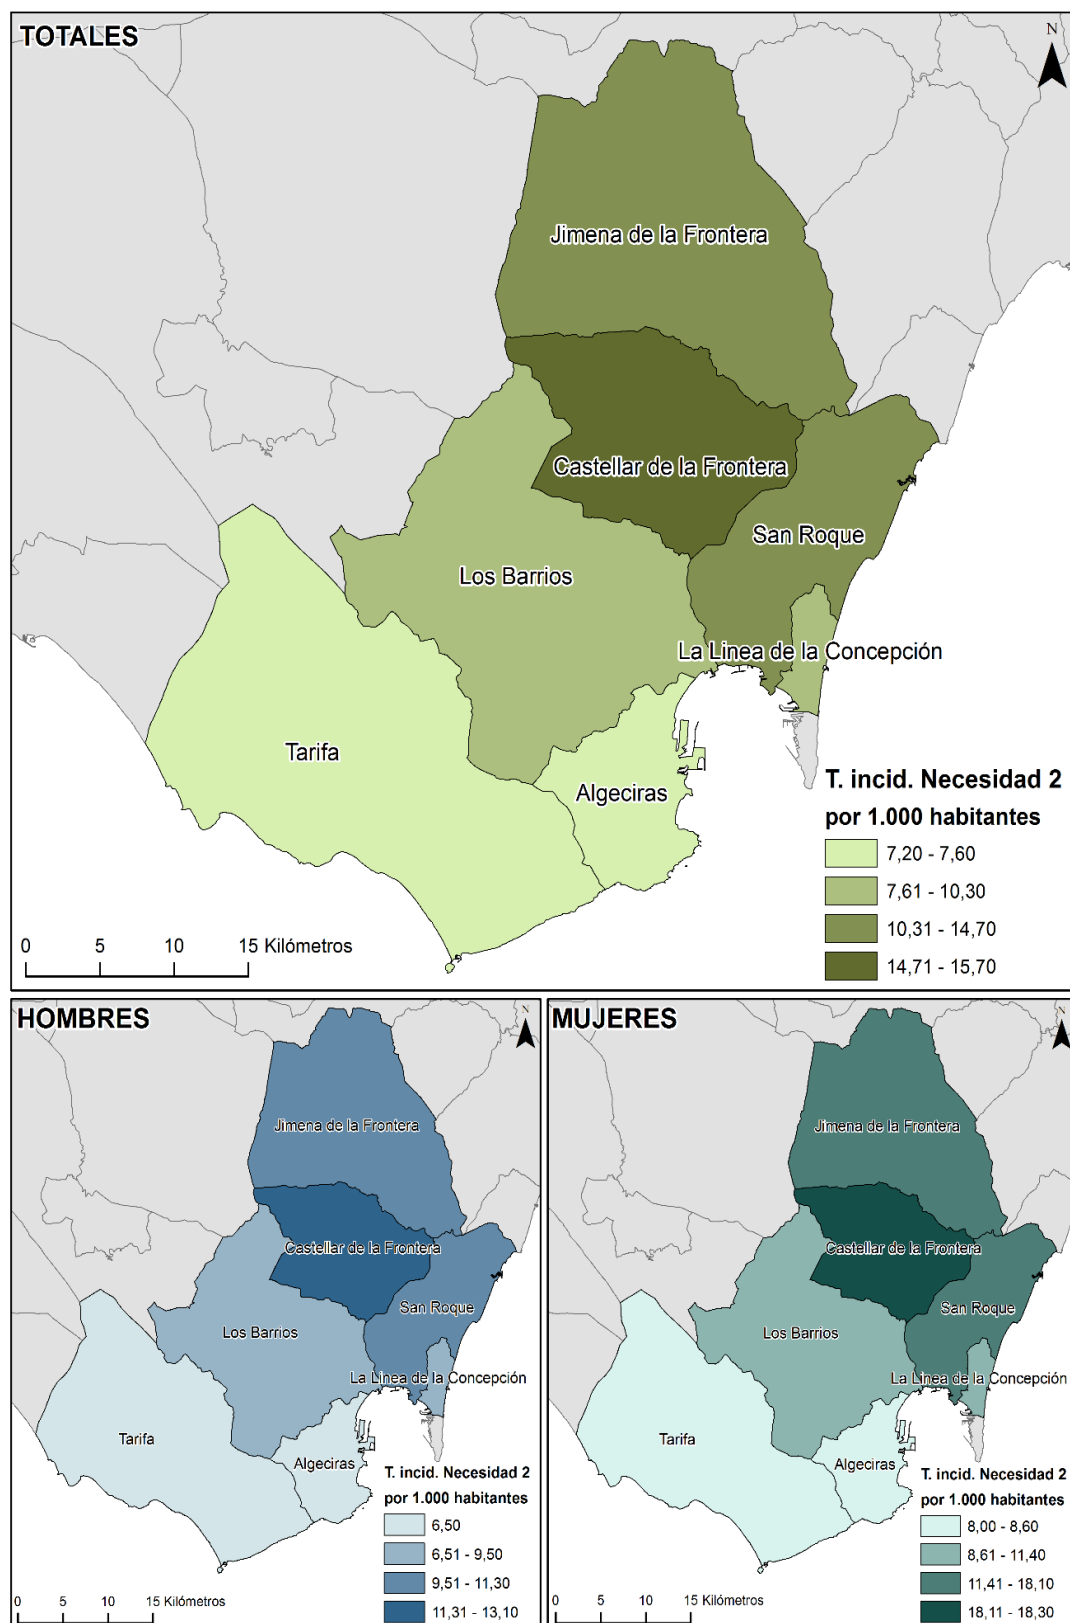 TOTALES
N
Jimena de la Frontera
Castellar de la Frontera
San Roque
Los Barrios
La Linea de la Concepción
Tarifa
Algeciras
T. incid. Necesidad 2
por 1.000 habitantes
7,20 - 7,60
7,61 - 10,30
10,31 - 14,70
14,71 - 15,70
0 5 10 15 Kilómetros
HOMBRES
N
Jimena de la Frontera
Castellar de la Frontera
San Roque
Los Barrios
La Linea de la Concepción
Tarifa
Algeciras
T. incid. Necesidad 2
por 1.000 habitantes
6,50
6,51 - 9,50
9,51 - 11,30
11,31 - 13,10
0 5 10 15 Kilómetros
MUJERES
N
Jimena de la Frontera
Castellar de la Frontera
San Roque
Los Barrios
La Linea de la Concepción
Tarifa
Algeciras
T. incid. Necesidad 2
por 1.000 habitantes
8,00 - 8,60
8,61 - 11,40
11,41 - 18,10
18,11 - 18,30
0 5 10 15 Kilómetros